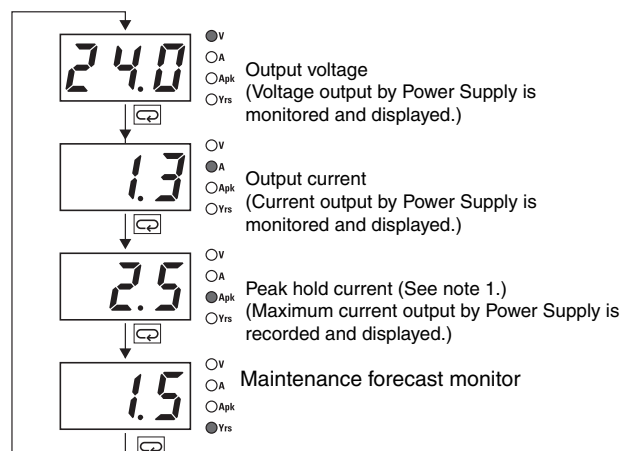 24.0
V
A
Apk
Yrs
Output voltage
(Voltage output by Power Supply is
monitored and displayed.)
1.3
V
A
Apk
Yrs
Output current
(Current output by Power Supply is
monitored and displayed.)
2.5
V
A
Apk
Yrs
Peak hold current (See note 1.)
(Maximum current output by Power Supply is
recorded and displayed.)
1.5
V
A
Apk
Yrs
Maintenance forecast monitor